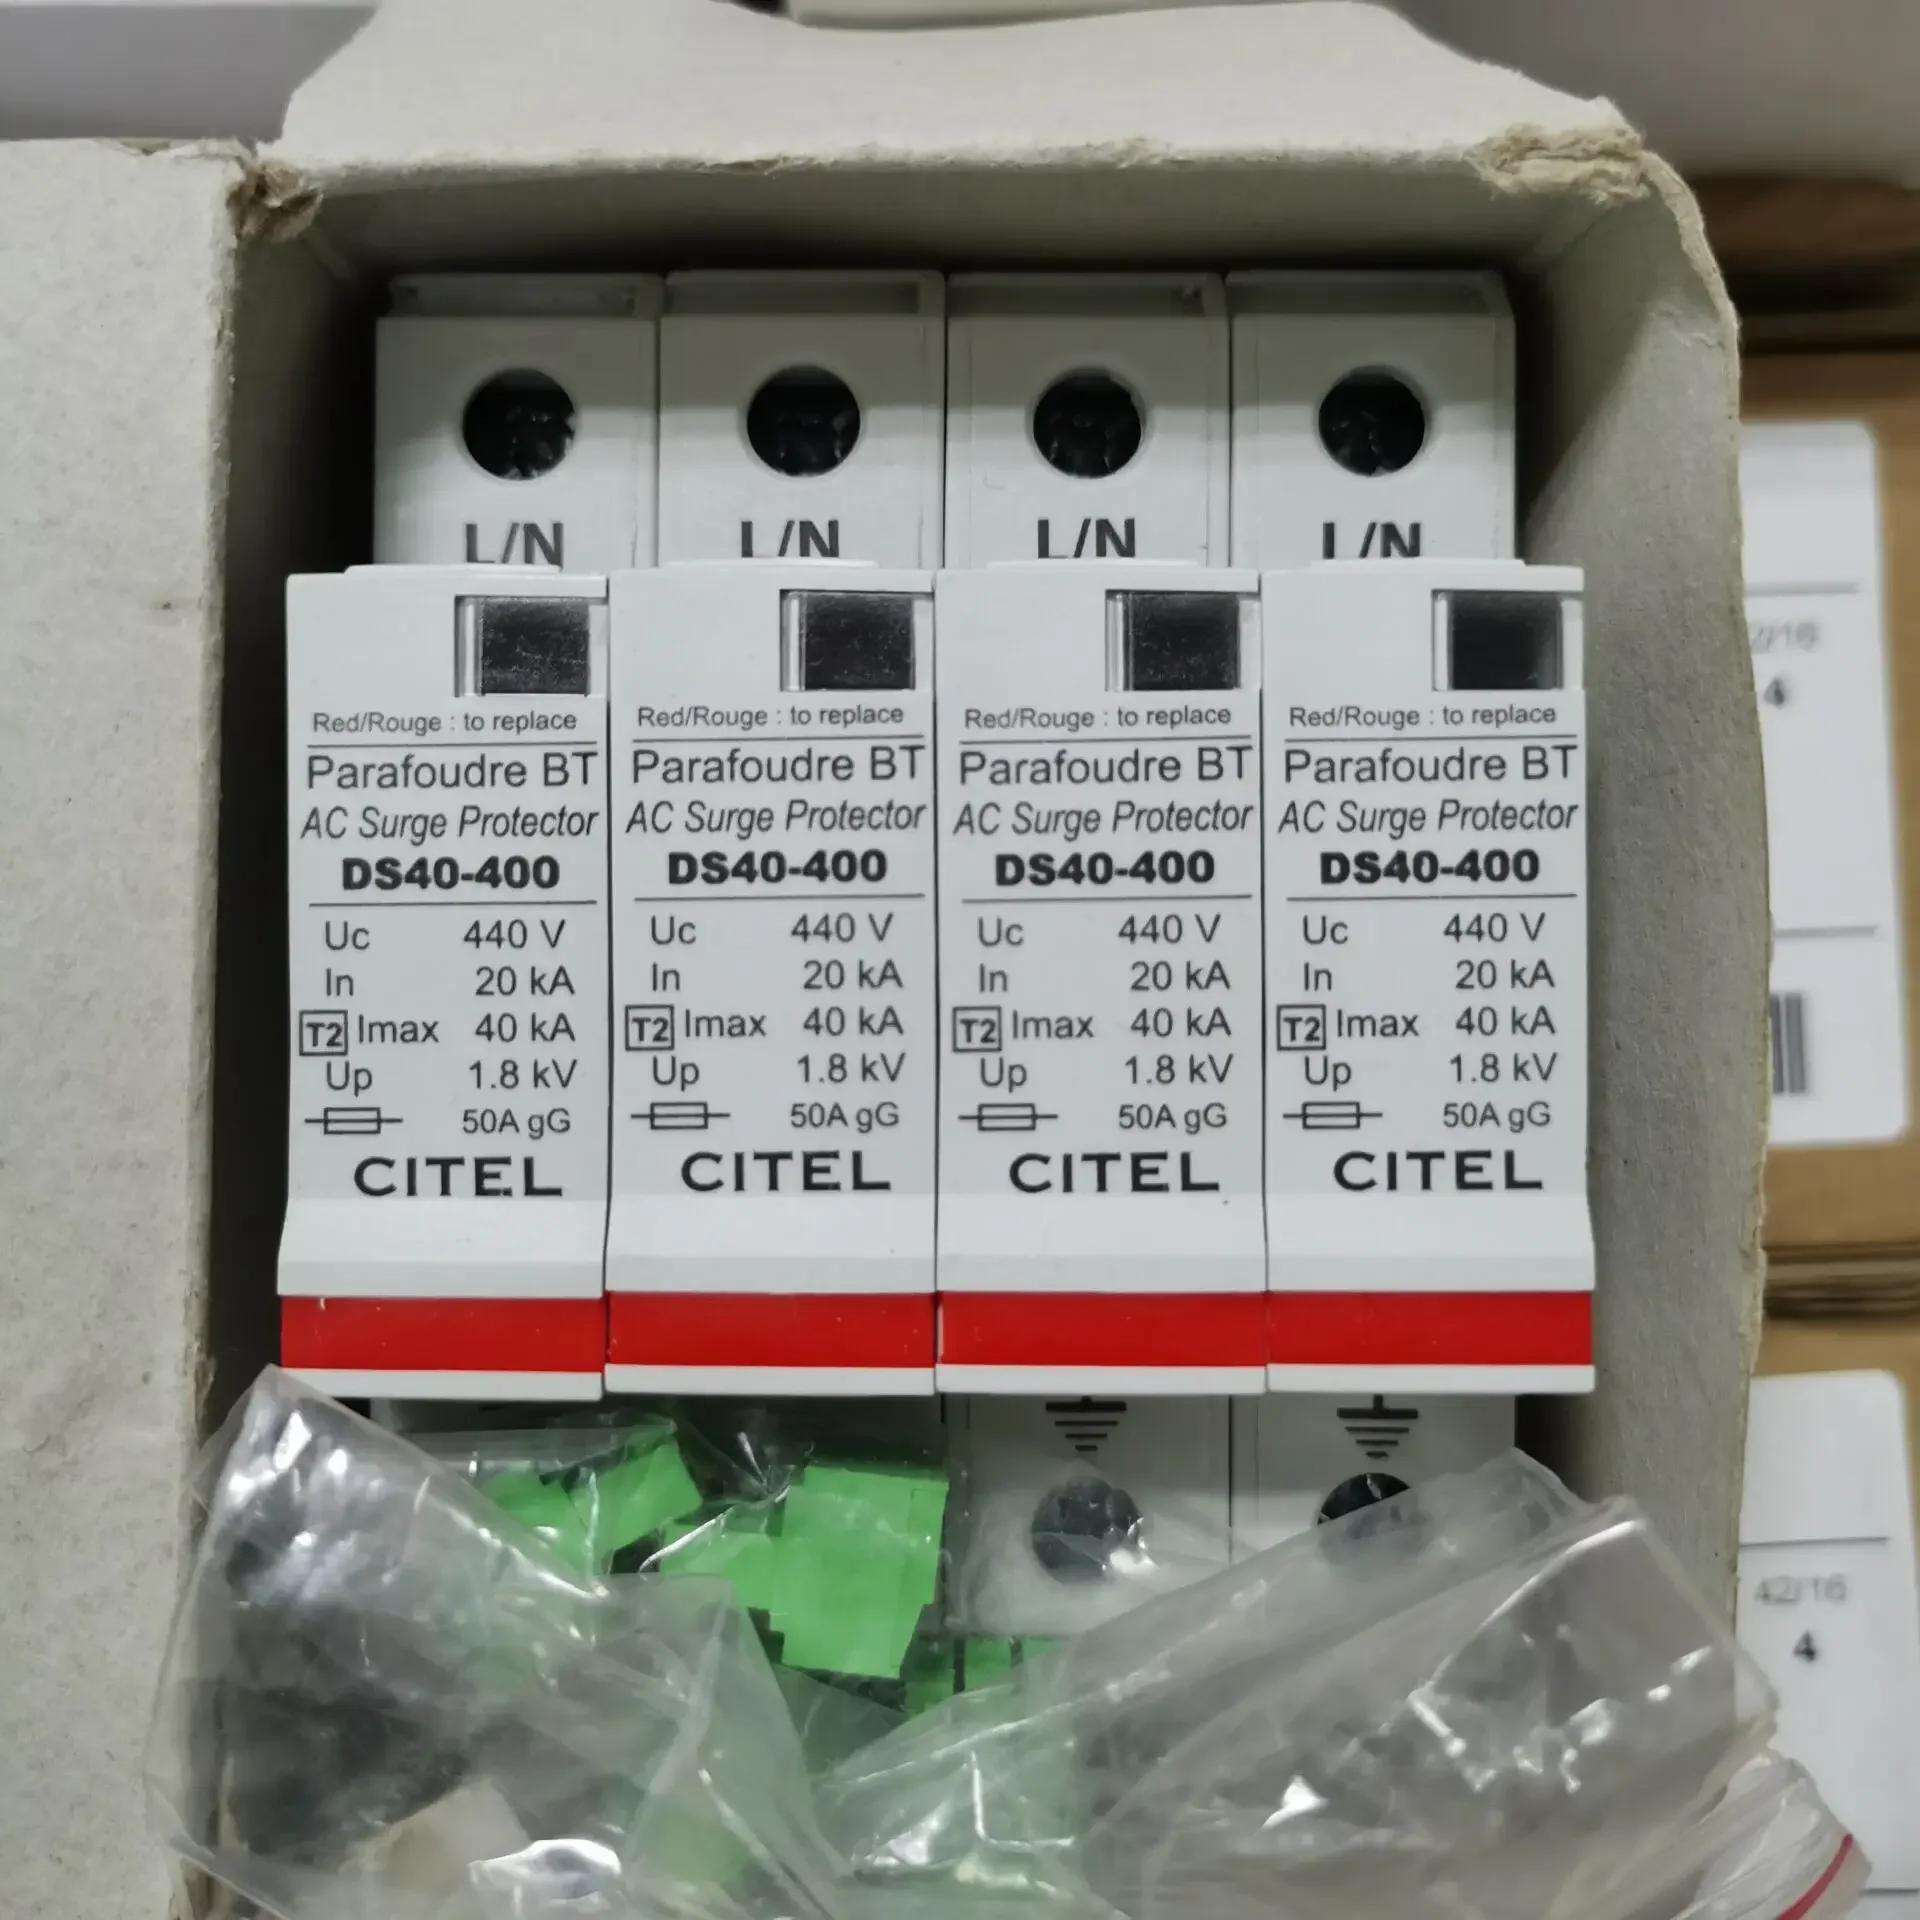 L/N L/N L/N L/N
Red/Rouge : to replace
Parafoudre BT
AC Surge Protector
DS40-400
Uc 440 V
In 20 kA
T2 Imax 40 kA
Up 1.8 kV
50A gG
CITEL
Red/Rouge : to replace
Parafoudre BT
AC Surge Protector
DS40-400
Uc 440 V
In 20 kA
T2 Imax 40 kA
Up 1.8 kV
50A gG
CITEL
Red/Rouge : to replace
Parafoudre BT
AC Surge Protector
DS40-400
Uc 440 V
In 20 kA
T2 Imax 40 kA
Up 1.8 kV
50A gG
CITEL
Red/Rouge : to replace
Parafoudre BT
AC Surge Protector
DS40-400
Uc 440 V
In 20 kA
T2 Imax 40 kA
Up 1.8 kV
50A gG
CITEL
4
42/16
4